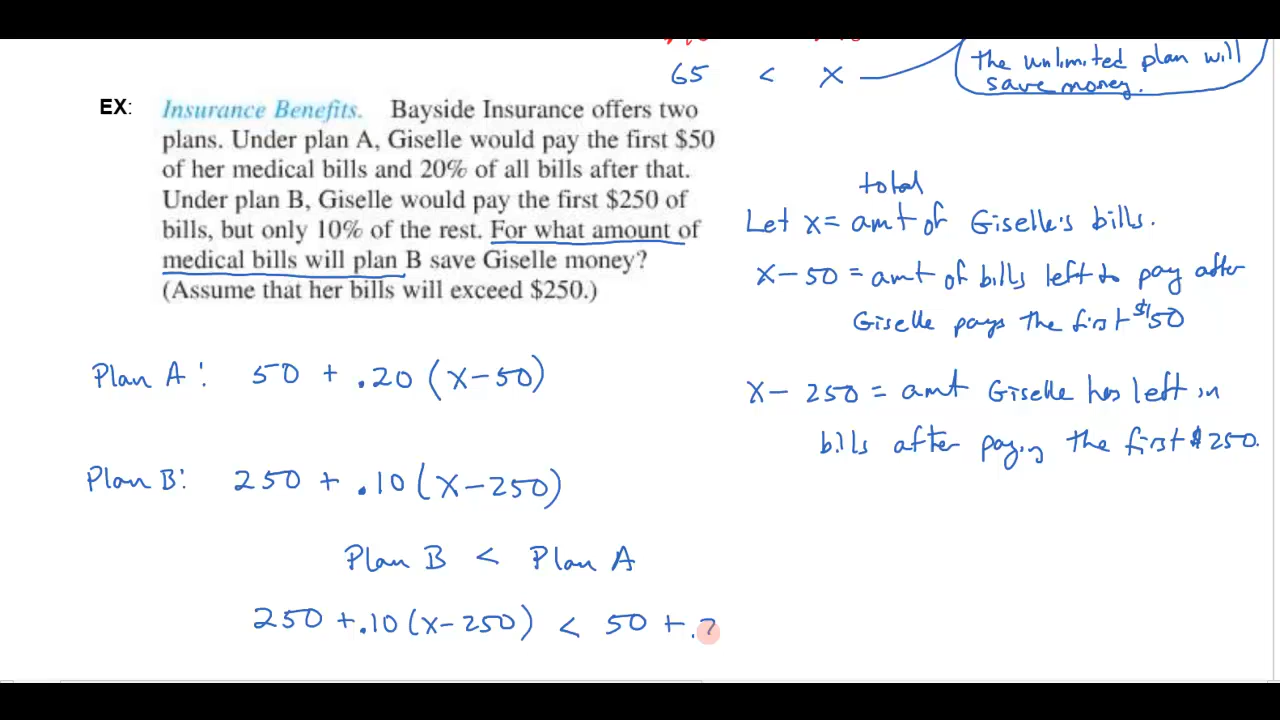 the unlimited plan will
65 < x
save money.
EX: Insurance Benefits. Bayside Insurance offers two
plans. Under plan A, Giselle would pay the first $50
of her medical bills and 20% of all bills after that.
Under plan B, Giselle would pay the first $250 of
bills, but only 10% of the rest. For what amount of
medical bills will plan B save Giselle money?
(Assume that her bills will exceed $250.)
total
Let x = amt of Giselle's bills.
x - 50 = amt of bills left to pay after
Giselle pays the first $50
x - 250 = amt Giselle has left in
bills after paying the first $250.
Plan A: 50 + .20 (x - 50)
Plan B: 250 + .10 (x - 250)
Plan B < Plan A
250 + .10 (x - 250) < 50 + .2